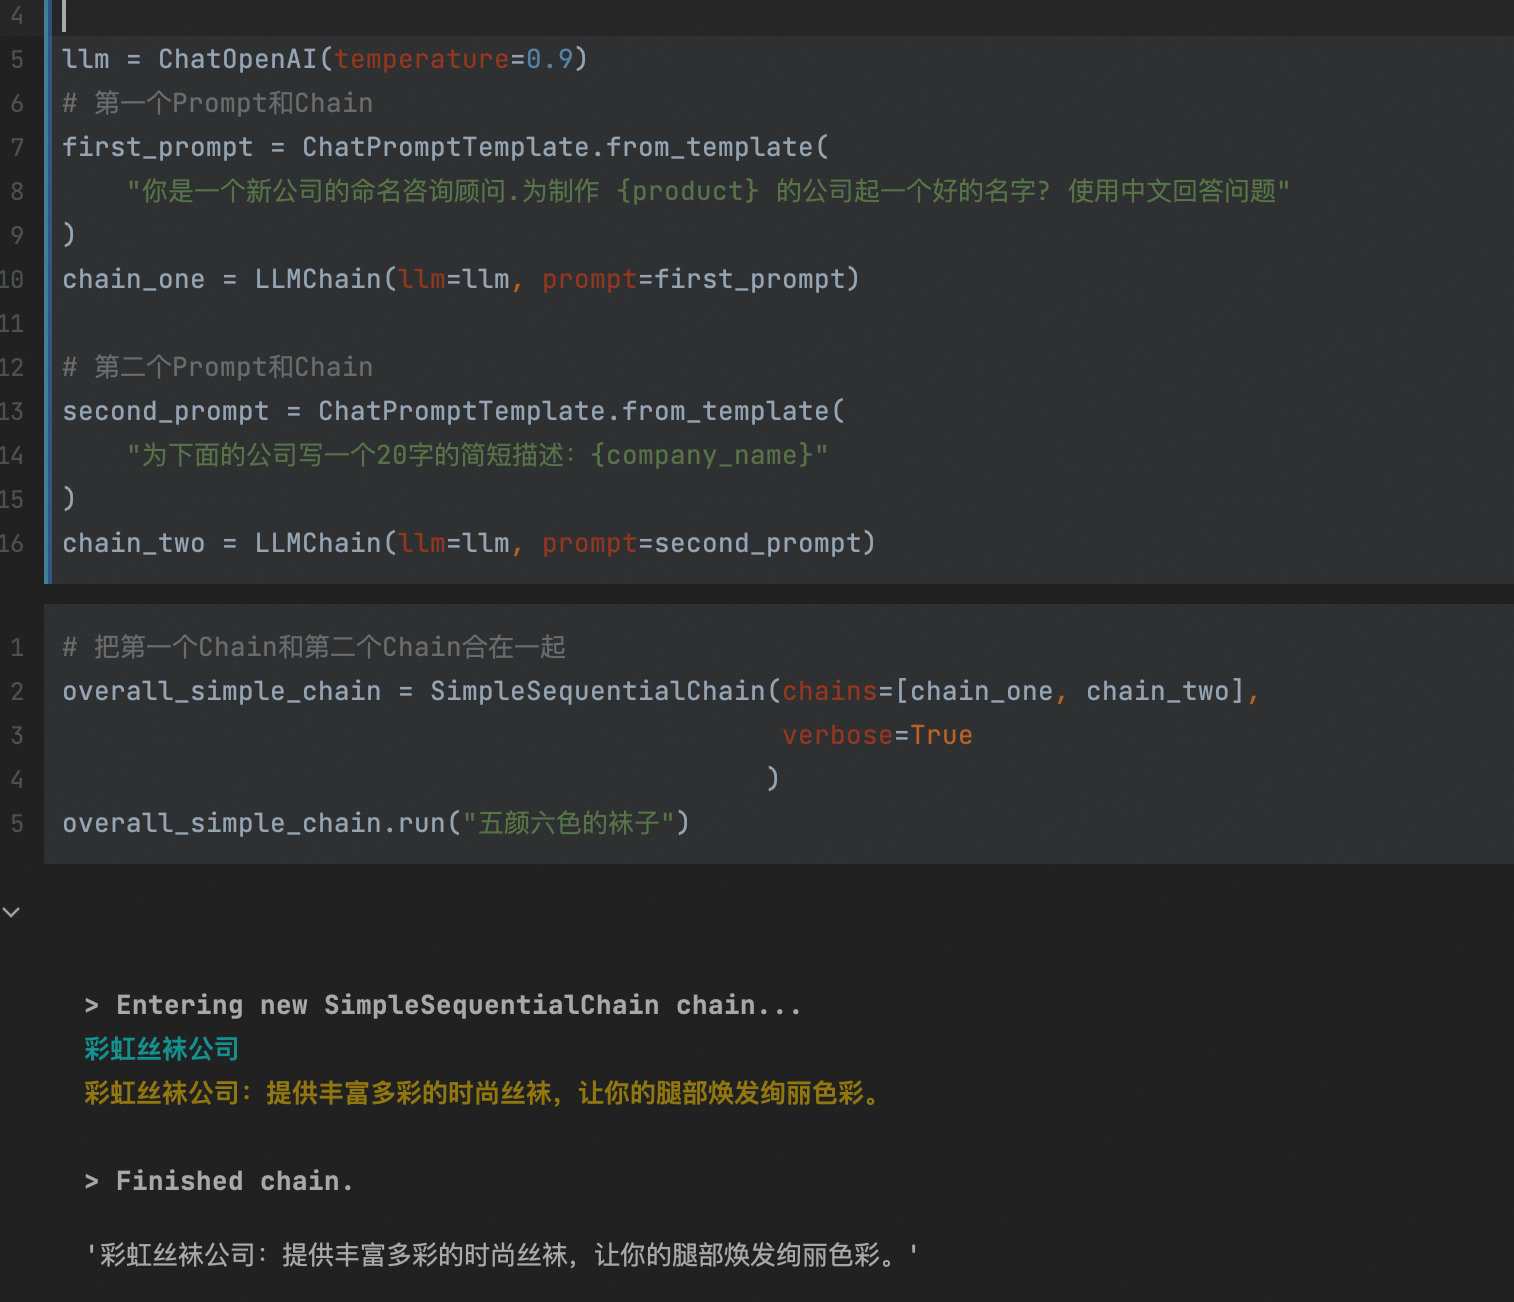 4
5 llm = ChatOpenAI(temperature=0.9)
6 # 第一个Prompt和Chain
7 first_prompt = ChatPromptTemplate.from_template(
8     "你是一个新公司的命名咨询顾问.为制作 {product} 的公司起一个好的名字? 使用中文回答问题"
9 )
10 chain_one = LLMChain(llm=llm, prompt=first_prompt)
11
12 # 第二个Prompt和Chain
13 second_prompt = ChatPromptTemplate.from_template(
14     "为下面的公司写一个20字的简短描述：{company_name}"
15 )
16 chain_two = LLMChain(llm=llm, prompt=second_prompt)
1 # 把第一个Chain和第二个Chain合在一起
2 overall_simple_chain = SimpleSequentialChain(chains=[chain_one, chain_two],
3                                              verbose=True
4                                             )
5 overall_simple_chain.run("五颜六色的袜子")
> Entering new SimpleSequentialChain chain...
彩虹丝袜公司
彩虹丝袜公司：提供丰富多彩的时尚丝袜，让你的腿部焕发绚丽色彩。
> Finished chain.
'彩虹丝袜公司：提供丰富多彩的时尚丝袜，让你的腿部焕发绚丽色彩。'